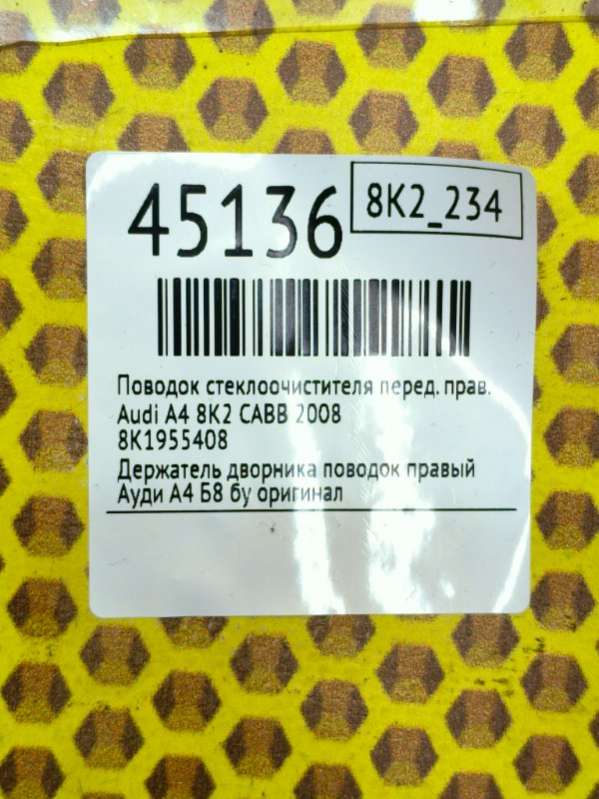 45136
8K2_234
Поводок стеклоочистителя перед. прав.
Audi A4 8K2 CABB 2008
8K1955408
Держатель дворника поводок правый
Ауди А4 Б8 бу оригинал